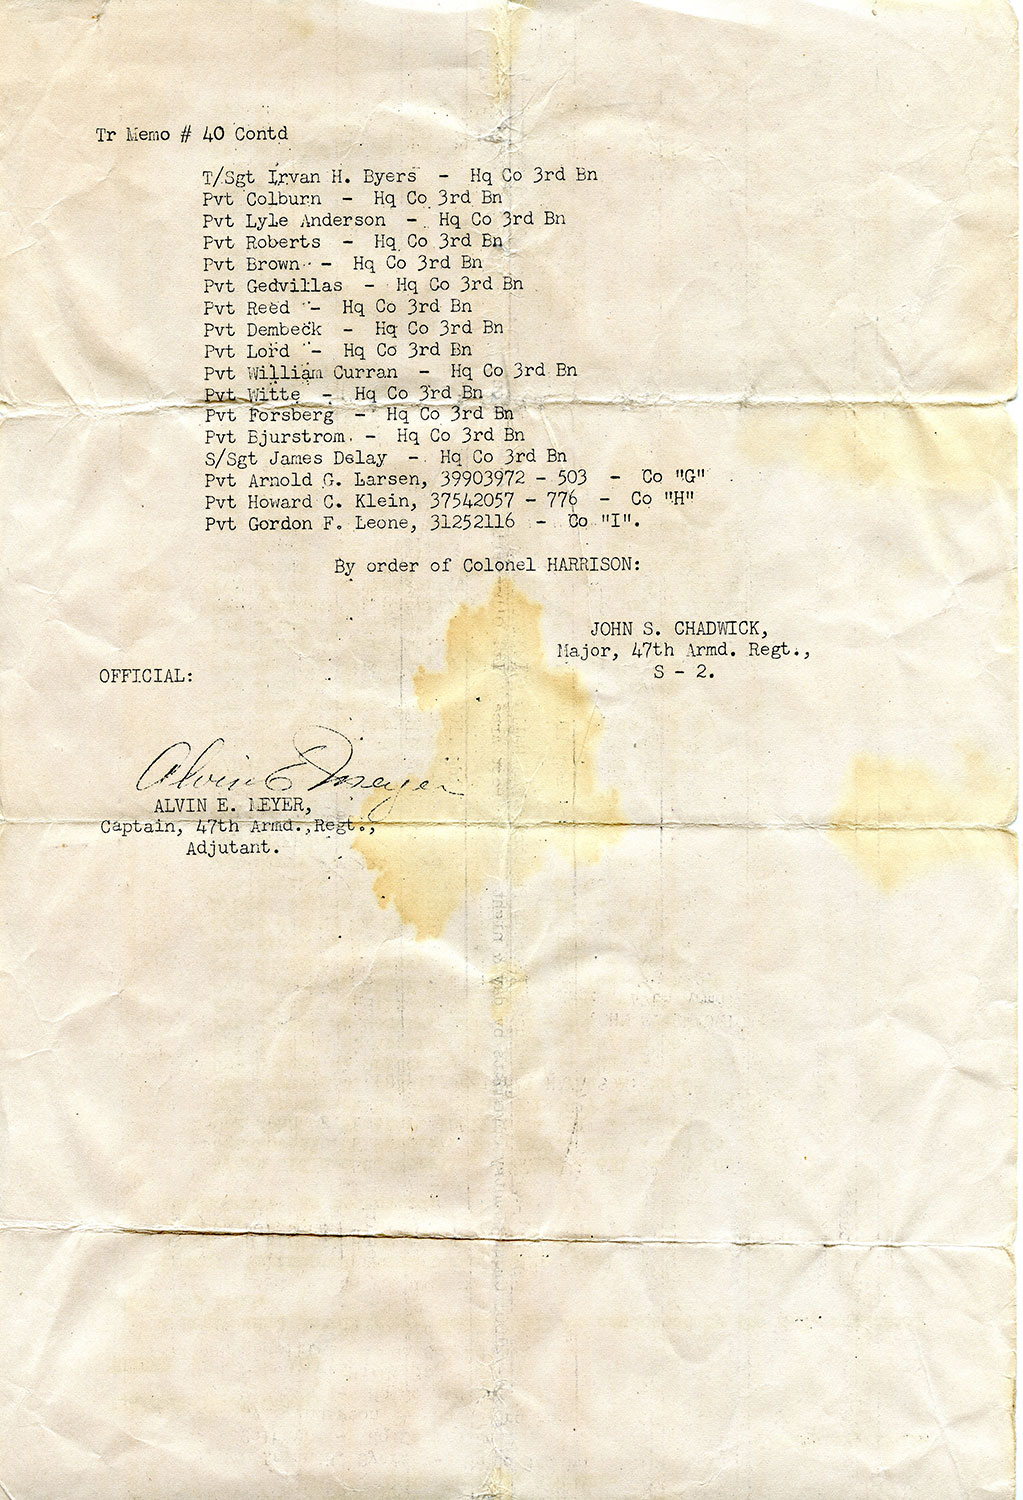 Tr Memo # 40 Contd
T/Sgt Irvan H. Byers - Hq Co 3rd Bn
Pvt Colburn - Hq Co 3rd Bn
Pvt Lyle Anderson - Hq Co 3rd Bn
Pvt Roberts - Hq Co 3rd Bn
Pvt Brown - Hq Co 3rd Bn
Pvt Gedvillas - Hq Co 3rd Bn
Pvt Reed - Hq Co 3rd Bn
Pvt Dembeck - Hq Co 3rd Bn
Pvt Lord - Hq Co 3rd Bn
Pvt William Curran - Hq Co 3rd Bn
Pvt Witte - Hq Co 3rd Bn
Pvt Forsberg - Hq Co 3rd Bn
Pvt Bjurstrom. - Hq Co 3rd Bn
S/Sgt James Delay - Hq Co 3rd Bn
Pvt Arnold G. Larsen, 39903972 - 503 - Co "G"
Pvt Howard C. Klein, 37542057 - 776 - Co "H"
Pvt Gordon F. Leone, 31252116 - Co "I".
By order of Colonel HARRISON:
JOHN S. CHADWICK,
Major, 47th Armd. Regt.,
S - 2.
OFFICIAL:
Alvin E Meyer
ALVIN E. MEYER,
Captain, 47th Armd.,Regt.,
Adjutant.